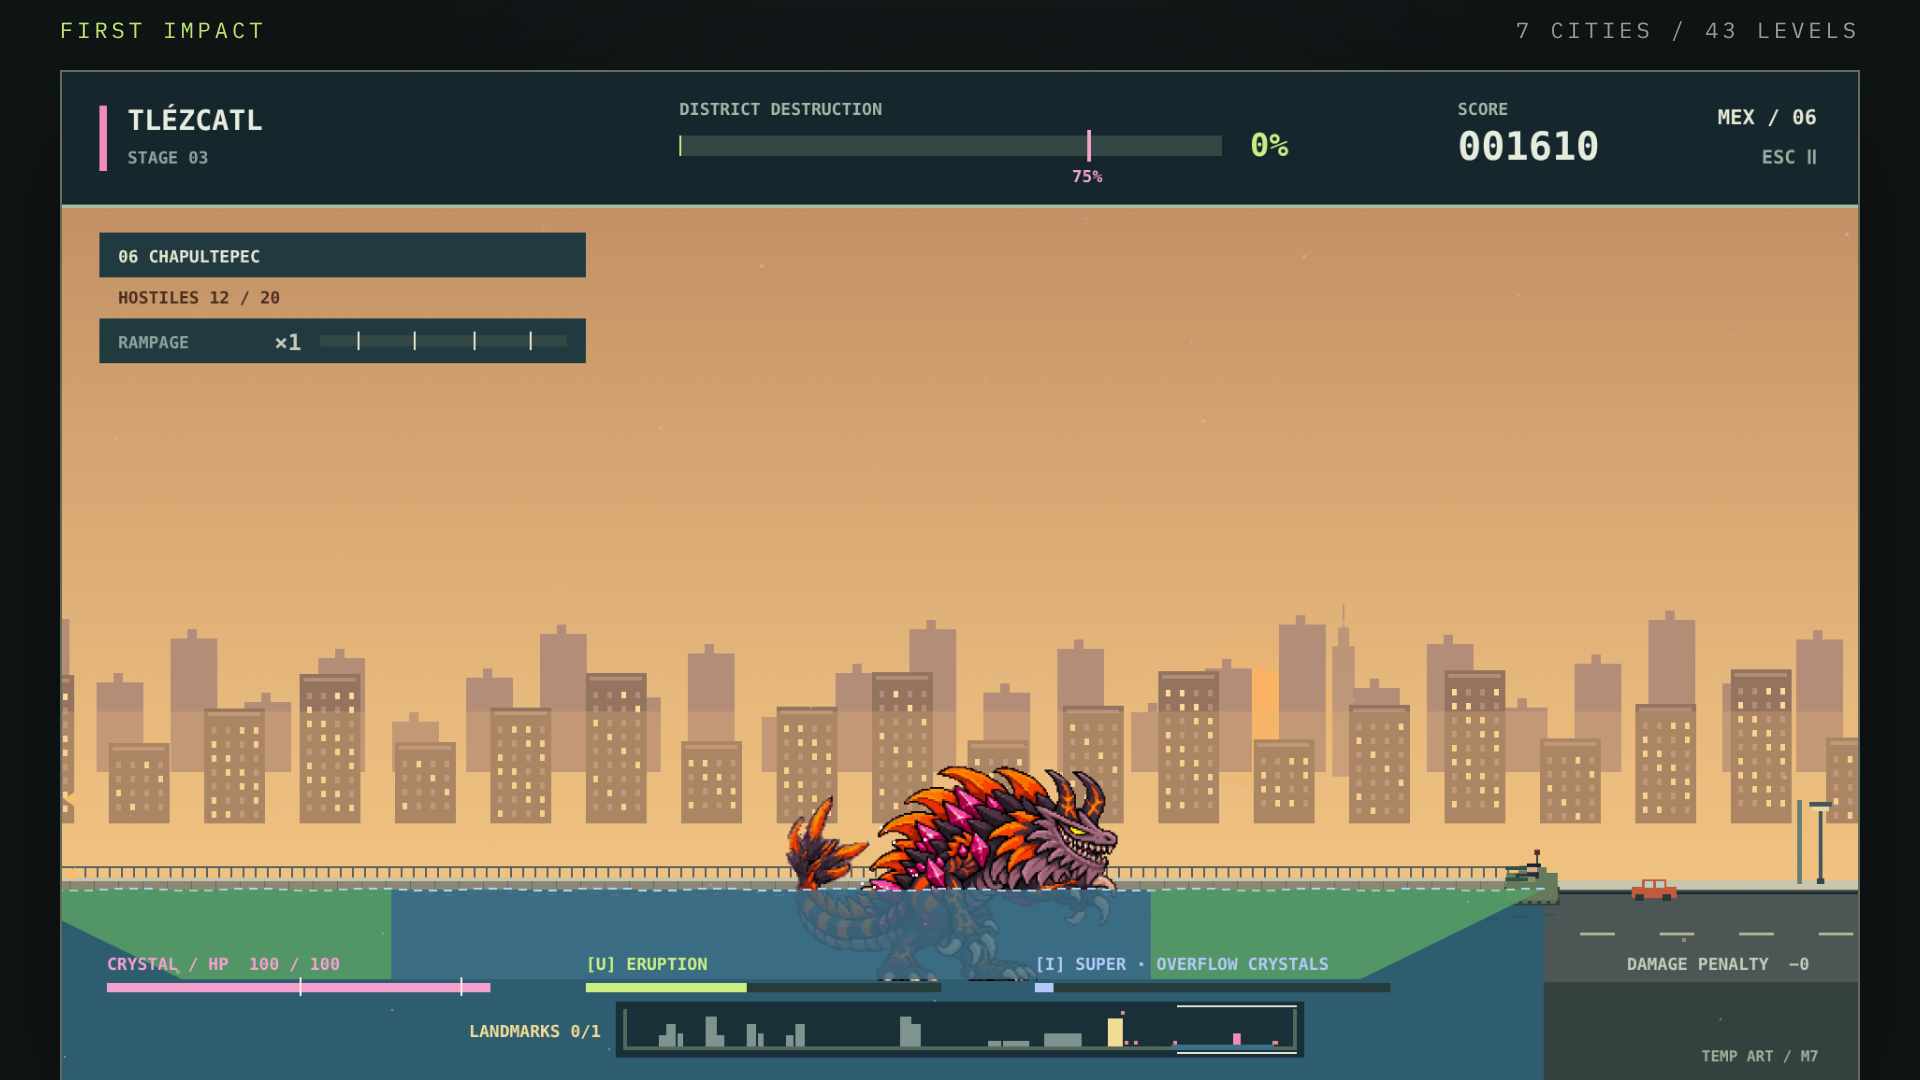 FIRST IMPACT
7 CITIES / 43 LEVELS
TLÉZCATL
STAGE 03
DISTRICT DESTRUCTION
0%
75%
SCORE
001610
MEX / 06
ESC II
06 CHAPULTEPEC
HOSTILES 12 / 20
RAMPAGE ×1
CRYSTAL / HP 100 / 100
[U] ERUPTION
[I] SUPER · OVERFLOW CRYSTALS
DAMAGE PENALTY −0
LANDMARKS 0/1
TEMP ART / M7